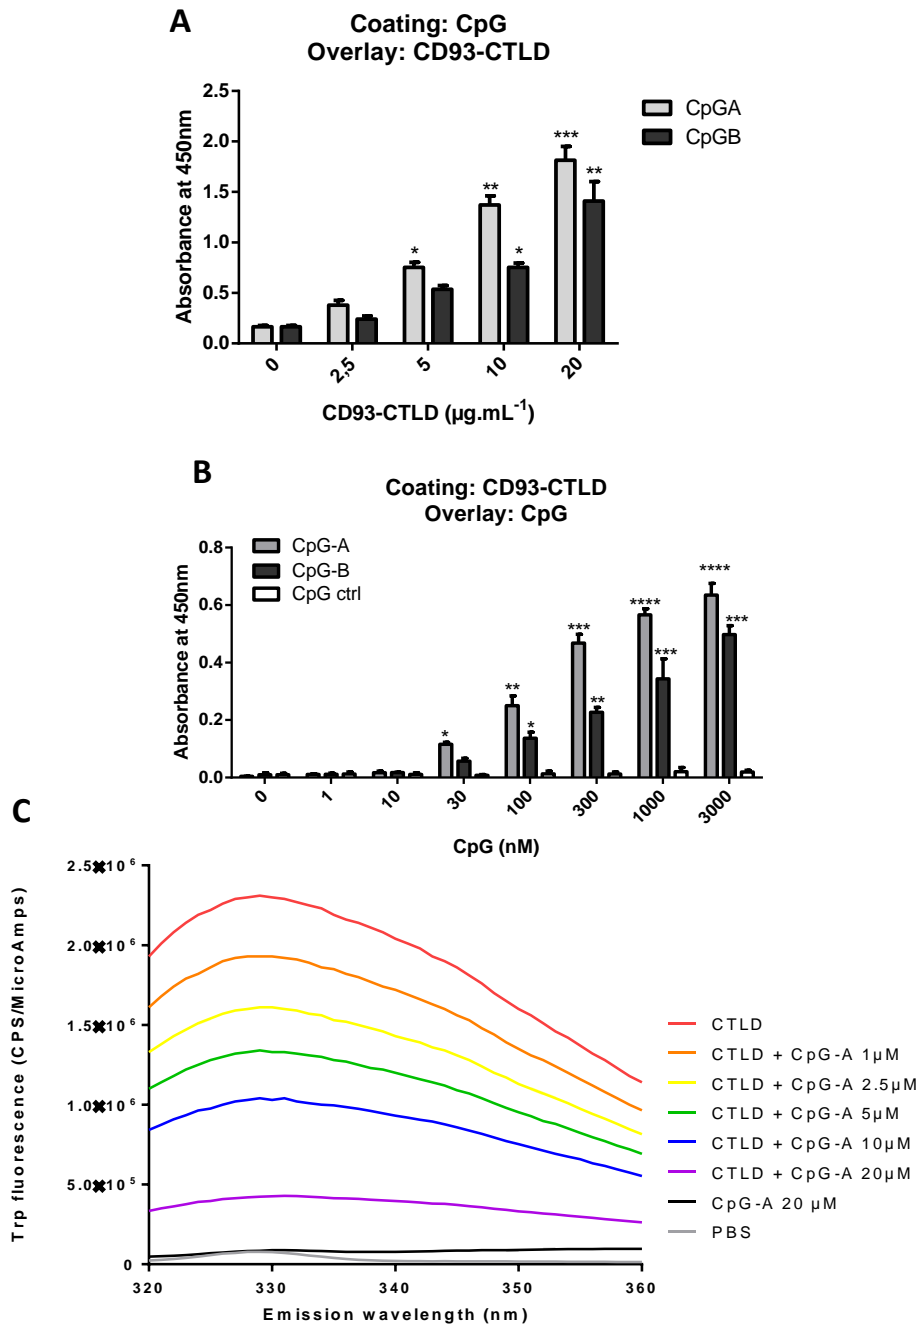 A
Coating: CpG
Overlay: CD93-CTLD
Absorbance at 450nm
2.5
2.0
1.5
1.0
0.5
0.0
*
**
*
***
**
CpGA
CpGB
0
2,5
5
10
20
CD93-CTLD (µg.mL⁻¹)
B
Coating: CD93-CTLD
Overlay: CpG
Absorbance at 450nm
0.8
0.6
0.4
0.2
0.0
CpG-A
CpG-B
CpG ctrl
*
**
*
***
**
****
***
****
***
0
1
10
30
100
300
1000
3000
CpG (nM)
C
Trp fluorescence (CPS/MicroAmps)
2.5✖10⁶
2.0✖10⁶
1.5✖10⁶
1.0✖10⁶
5.0✖10⁵
0
320
330
340
350
360
Emission wavelength (nm)
CTLD
CTLD + CpG-A 1µM
CTLD + CpG-A 2.5µM
CTLD + CpG-A 5µM
CTLD + CpG-A 10µM
CTLD + CpG-A 20µM
CpG-A 20 µM
PBS